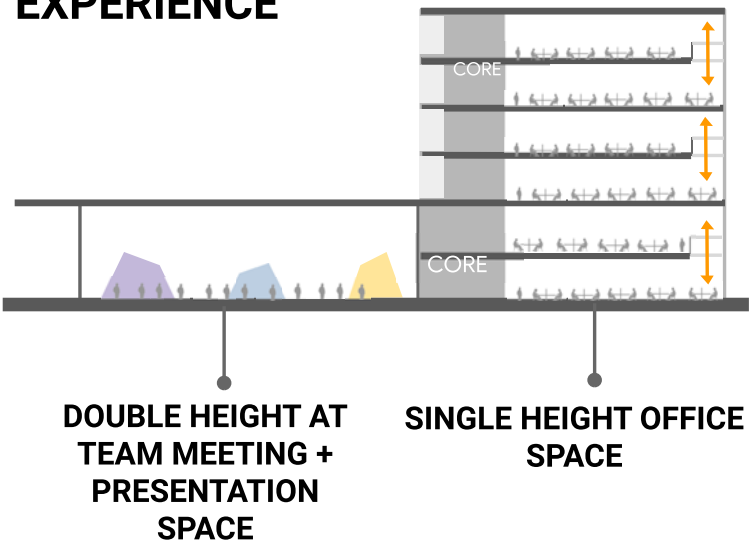 EXPERIENCE
CORE
CORE
DOUBLE HEIGHT AT
TEAM MEETING +
PRESENTATION
SPACE
SINGLE HEIGHT OFFICE
SPACE